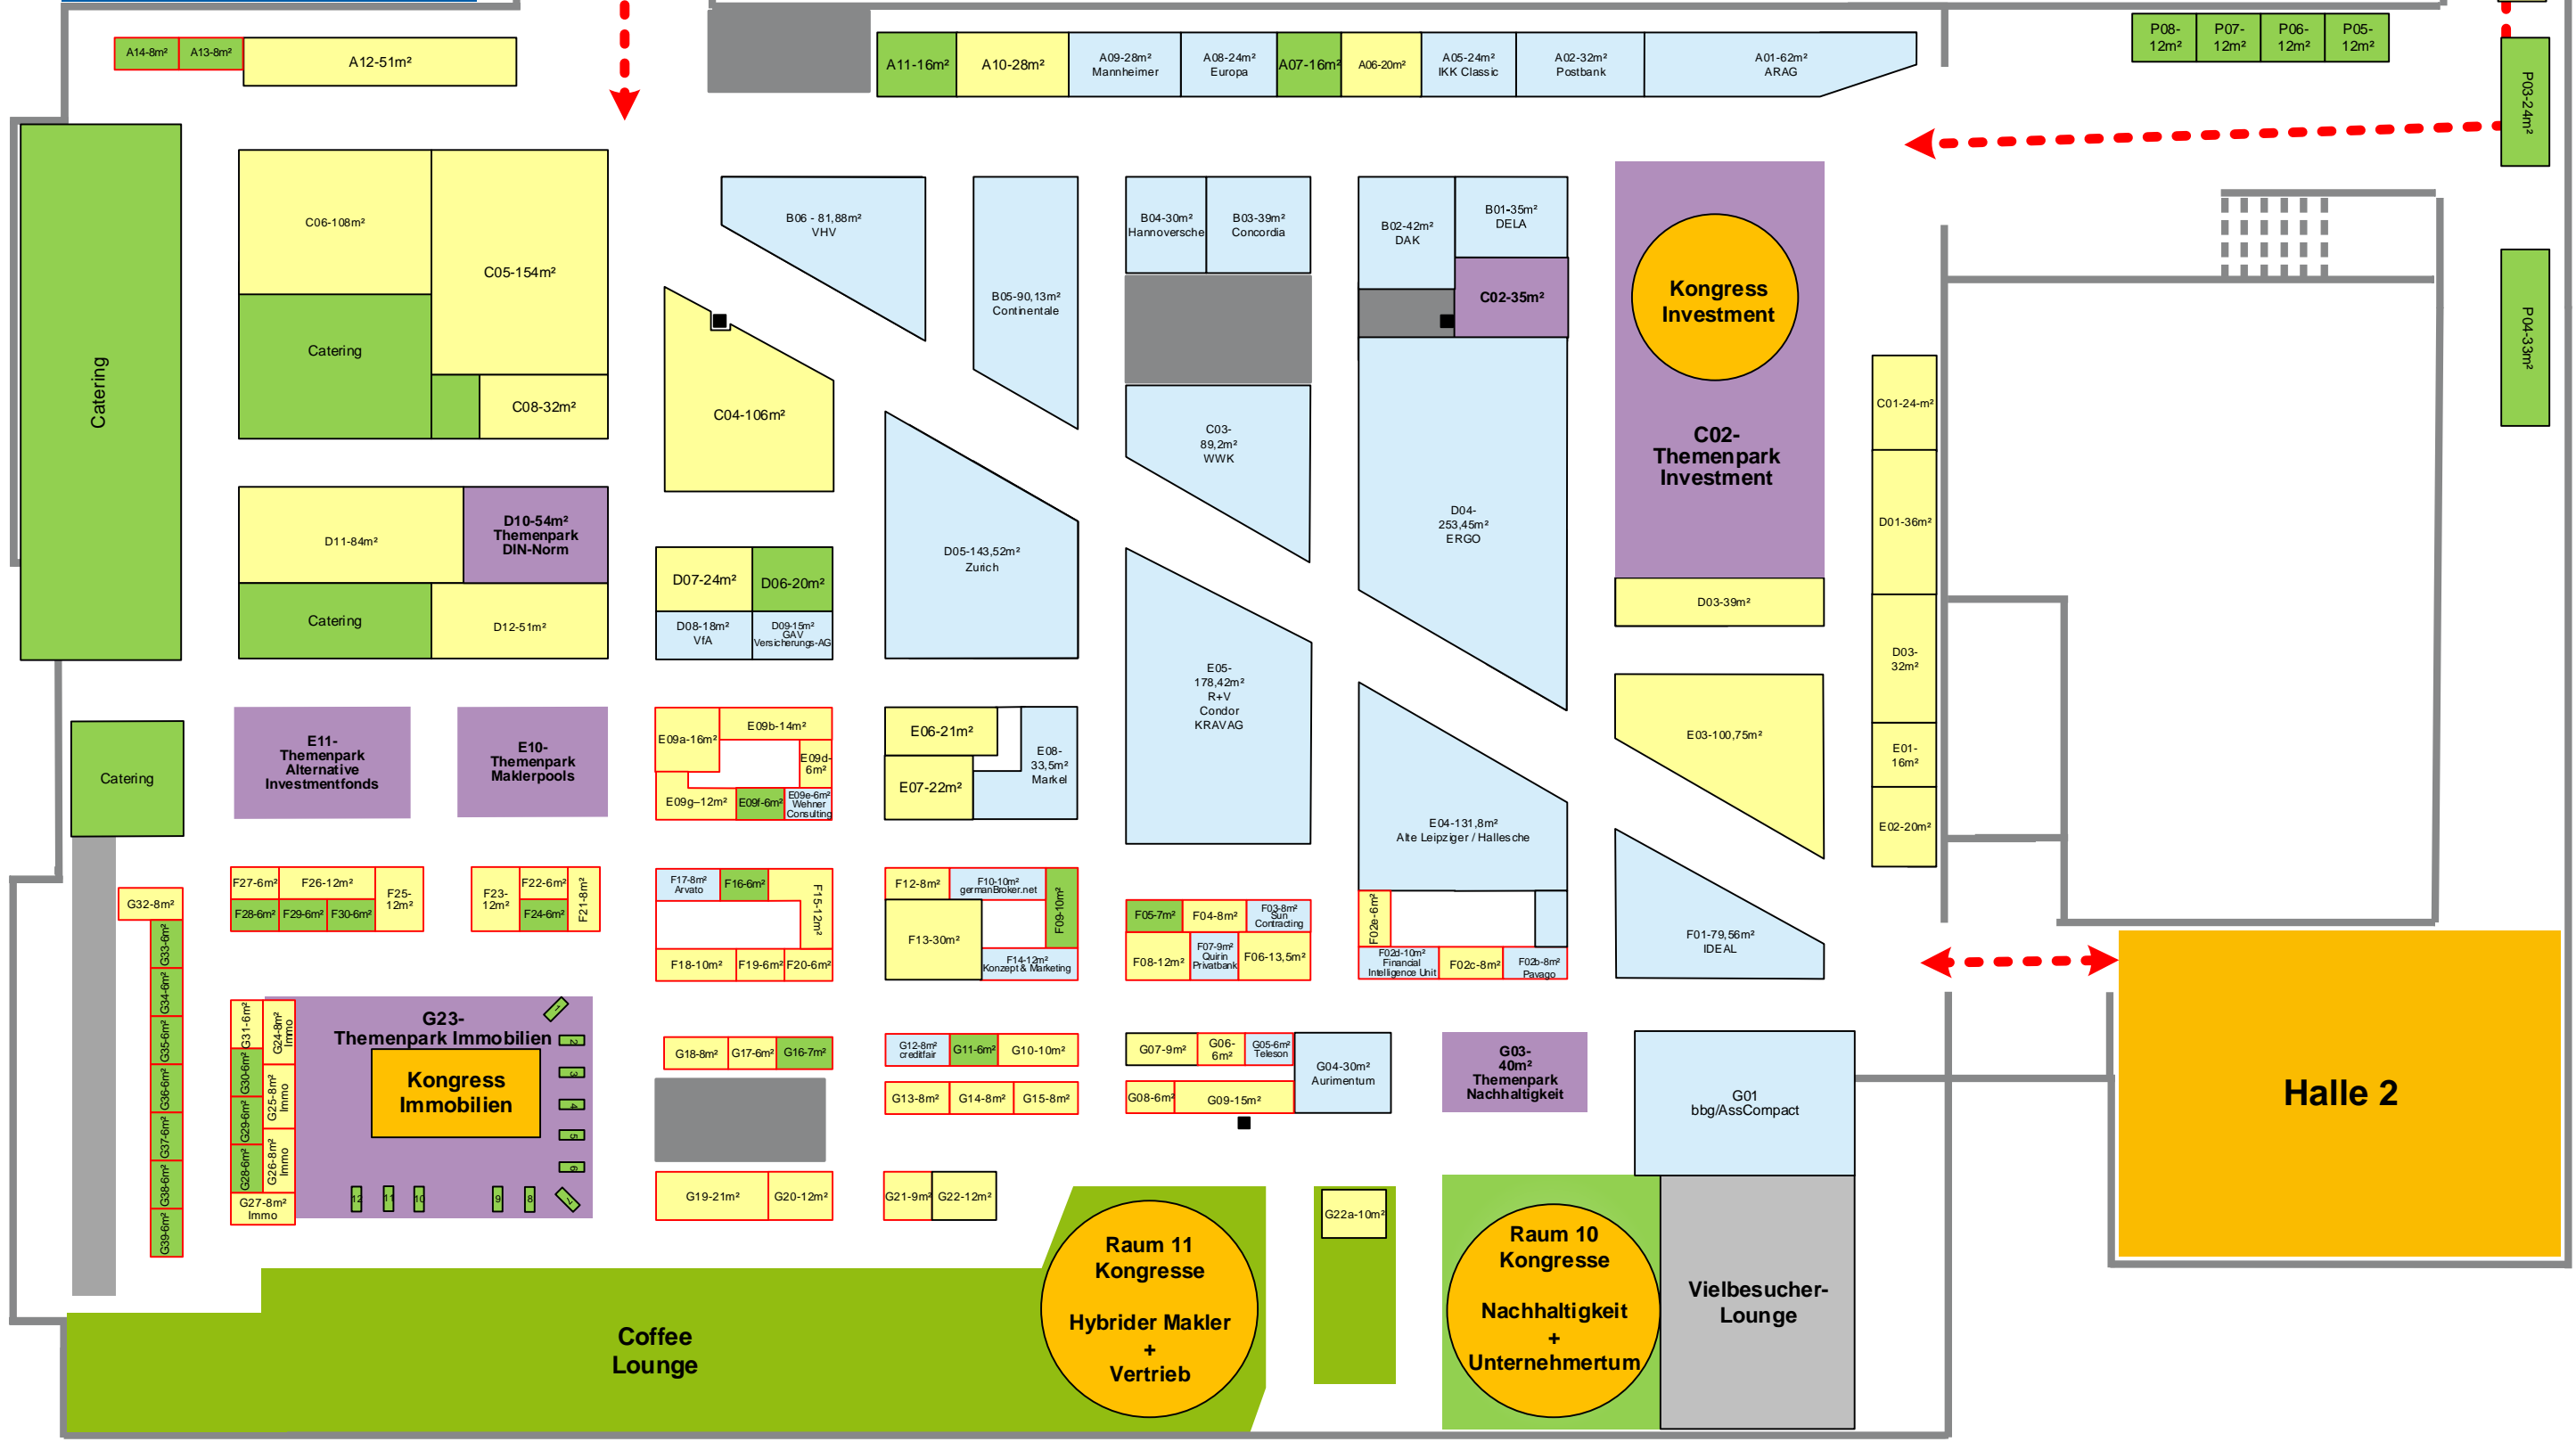 A14-8m²
A13-8m²
A12-51m²
A11-16m²
A10-28m²
A09-28m²
Mannheimer
A08-24m²
Europa
A07-16m²
A06-20m²
A05-24m²
IKK Classic
A02-32m²
Postbank
A01-62m²
ARAG
P08-
12m²
P07-
12m²
P06-
12m²
P05-
12m²
P03-24m²
P04-33m²
Catering
C06-108m²
C05-154m²
Catering
C08-32m²
B06 - 81,88m²
VHV
B05-90,13m²
Continentale
B04-30m²
Hannoversche
B03-39m²
Concordia
B02-42m²
DAK
B01-35m²
DELA
C02-35m²
Kongress
Investment
C02-
Themenpark
Investment
C04-106m²
C03-
89,2m²
WWK
C01-24-m²
D01-36m²
D03-
32m²
E01-
16m²
E02-20m²
D11-84m²
D10-54m²
Themenpark
DIN-Norm
Catering
D12-51m²
D07-24m²
D06-20m²
D08-18m²
VfA
D09-15m²
GAV
Versicherungs-AG
D05-143,52m²
Zurich
D04-
253,45m²
ERGO
D03-39m²
E05-
178,42m²
R+V
Condor
KRAVAG
E03-100,75m²
Catering
E11-
Themenpark
Alternative
Investmentfonds
E10-
Themenpark
Maklerpools
E09a-16m²
E09b-14m²
E09d-
6m²
E09g–12m²
E09f-6m²
E09e-6m²
Wehner
Consulting
E06-21m²
E07-22m²
E08-
33,5m²
Markel
E04-131,8m²
Alte Leipziger / Hallesche
G32-8m²
F27-6m²
F26-12m²
F25-
12m²
F28-6m²
F29-6m²
F30-6m²
F23-
12m²
F22-6m²
F24-6m²
F21-8m²
F17-8m²
Arvato
F16-6m²
F15-12m²
F18-10m²
F19-6m²
F20-6m²
F12-8m²
F10-10m²
germanBroker.net
F09-10m²
F13-30m²
F14-12m²
Konzept & Marketing
F05-7m²
F04-8m²
F03-8m²
Sun
Contracting
F08-12m²
F07-9m²
Quirin
Privatbank
F06-13,5m²
F02e-6m²
F02d-10m²
Financial
Intelligence Unit
F02c-8m²
F02b-8m²
Pavago
F01-79,56m²
IDEAL
G33-6m²
G34-6m²
G35-6m²
G36-6m²
G37-6m²
G38-6m²
G39-6m²
G31-6m²
G30-6m²
G29-6m²
G28-6m²
G24-8m²
Immo
G25-8m²
Immo
G26-8m²
Immo
G27-8m²
Immo
G23-
Themenpark Immobilien
Kongress
Immobilien
1
2
3
4
5
6
7
8
9
10
11
12
G18-8m²
G17-6m²
G16-7m²
G12-8m²
creditfair
G11-6m²
G10-10m²
G13-8m²
G14-8m²
G15-8m²
G07-9m²
G06-
6m²
G05-6m²
Teleson
G04-30m²
Aurimentum
G08-6m²
G09-15m²
G03-
40m²
Themenpark
Nachhaltigkeit
G01
bbg/AssCompact
Halle 2
G19-21m²
G20-12m²
G21-9m²
G22-12m²
G22a-10m²
Raum 11
Kongresse
Hybrider Makler
+
Vertrieb
Raum 10
Kongresse
Nachhaltigkeit
+
Unternehmertum
Vielbesucher-
Lounge
Coffee
Lounge